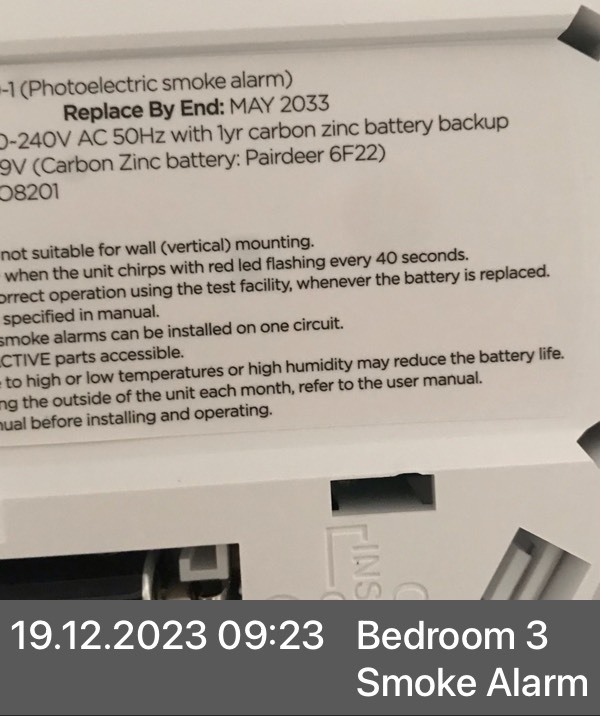 -1 (Photoelectric smoke alarm)
Replace By End: MAY 2033
0-240V AC 50Hz with 1yr carbon zinc battery backup
9V (Carbon Zinc battery: Pairdeer 6F22)
O8201
not suitable for wall (vertical) mounting.
when the unit chirps with red led flashing every 40 seconds.
orrect operation using the test facility, whenever the battery is replaced.
specified in manual.
smoke alarms can be installed on one circuit.
CTIVE parts accessible.
to high or low temperatures or high humidity may reduce the battery life.
ng the outside of the unit each month, refer to the user manual.
ual before installing and operating.
INS
19.12.2023 09:23 Bedroom 3
Smoke Alarm